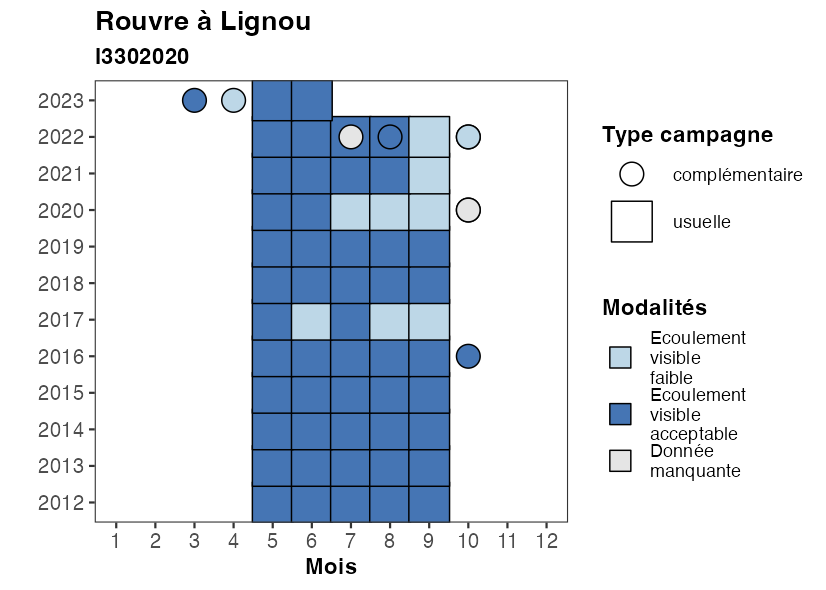 Rouvre à Lignou
I3302020
2023
2022
2021
2020
2019
2018
2017
2016
2015
2014
2013
2012
1 2 3 4 5 6 7 8 9 10 11 12
Mois
Type campagne
complémentaire
usuelle
Modalités
Ecoulement
visible
faible
Ecoulement
visible
acceptable
Donnée
manquante